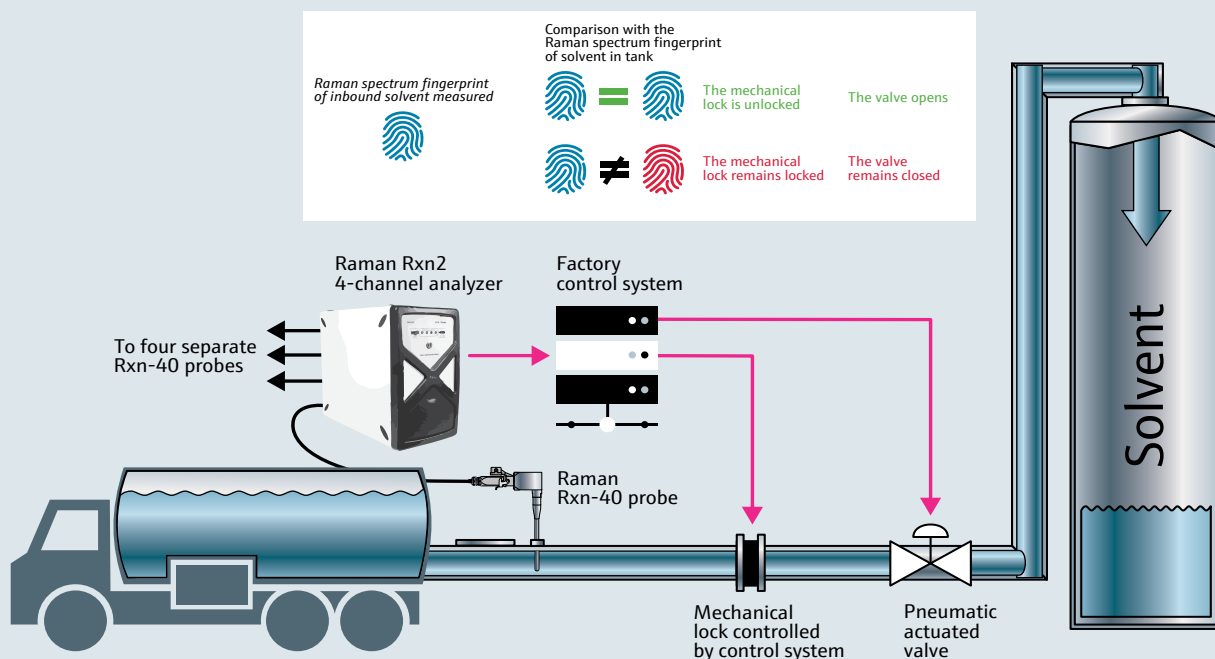 Raman spectrum fingerprint
of inbound solvent measured
Comparison with the
Raman spectrum fingerprint
of solvent in tank
The mechanical
lock is unlocked
The valve opens
The mechanical
lock remains locked
The valve
remains closed
Raman Rxn2
4-channel analyzer
Factory
control system
To four separate
Rxn-40 probes
Raman
Rxn-40 probe
Solvent
Mechanical
lock controlled
by control system
Pneumatic
actuated
valve